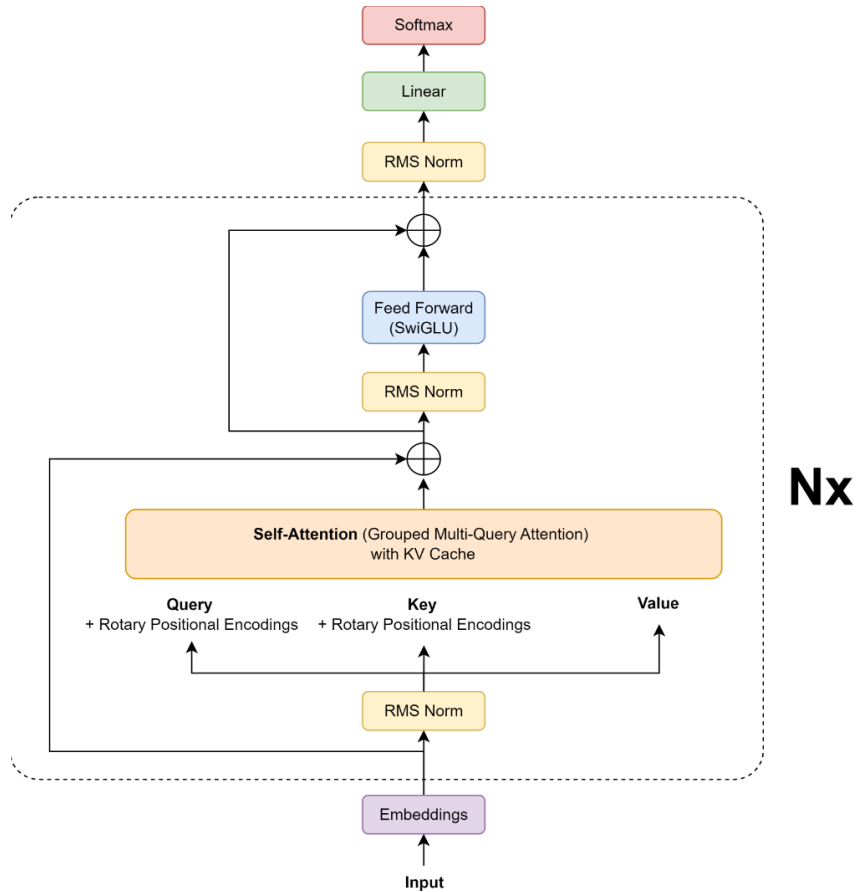 Softmax
Linear
RMS Norm
Feed Forward
(SwiGLU)
RMS Norm
Nx
Self-Attention (Grouped Multi-Query Attention)
with KV Cache
Query
+ Rotary Positional Encodings
Key
+ Rotary Positional Encodings
Value
RMS Norm
Embeddings
Input